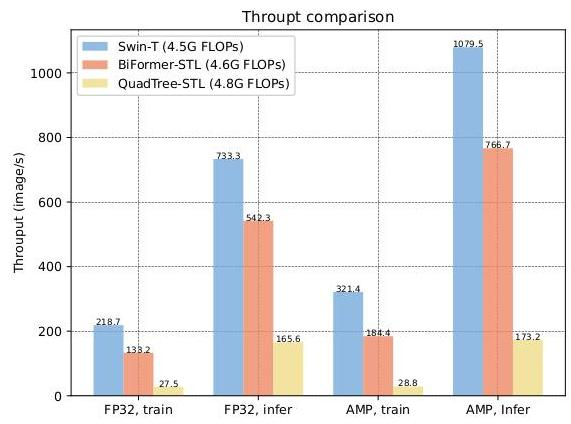 Throupt comparison
Swin-T (4.5G FLOPs)
BiFormer-STL (4.6G FLOPs)
QuadTree-STL (4.8G FLOPs)
Throuput (image/s)
1000
800
600
400
200
0
218.7
133.2
27.5
733.3
542.3
165.6
321.4
184.4
28.8
1079.5
766.7
173.2
FP32, train
FP32, infer
AMP, train
AMP, Infer